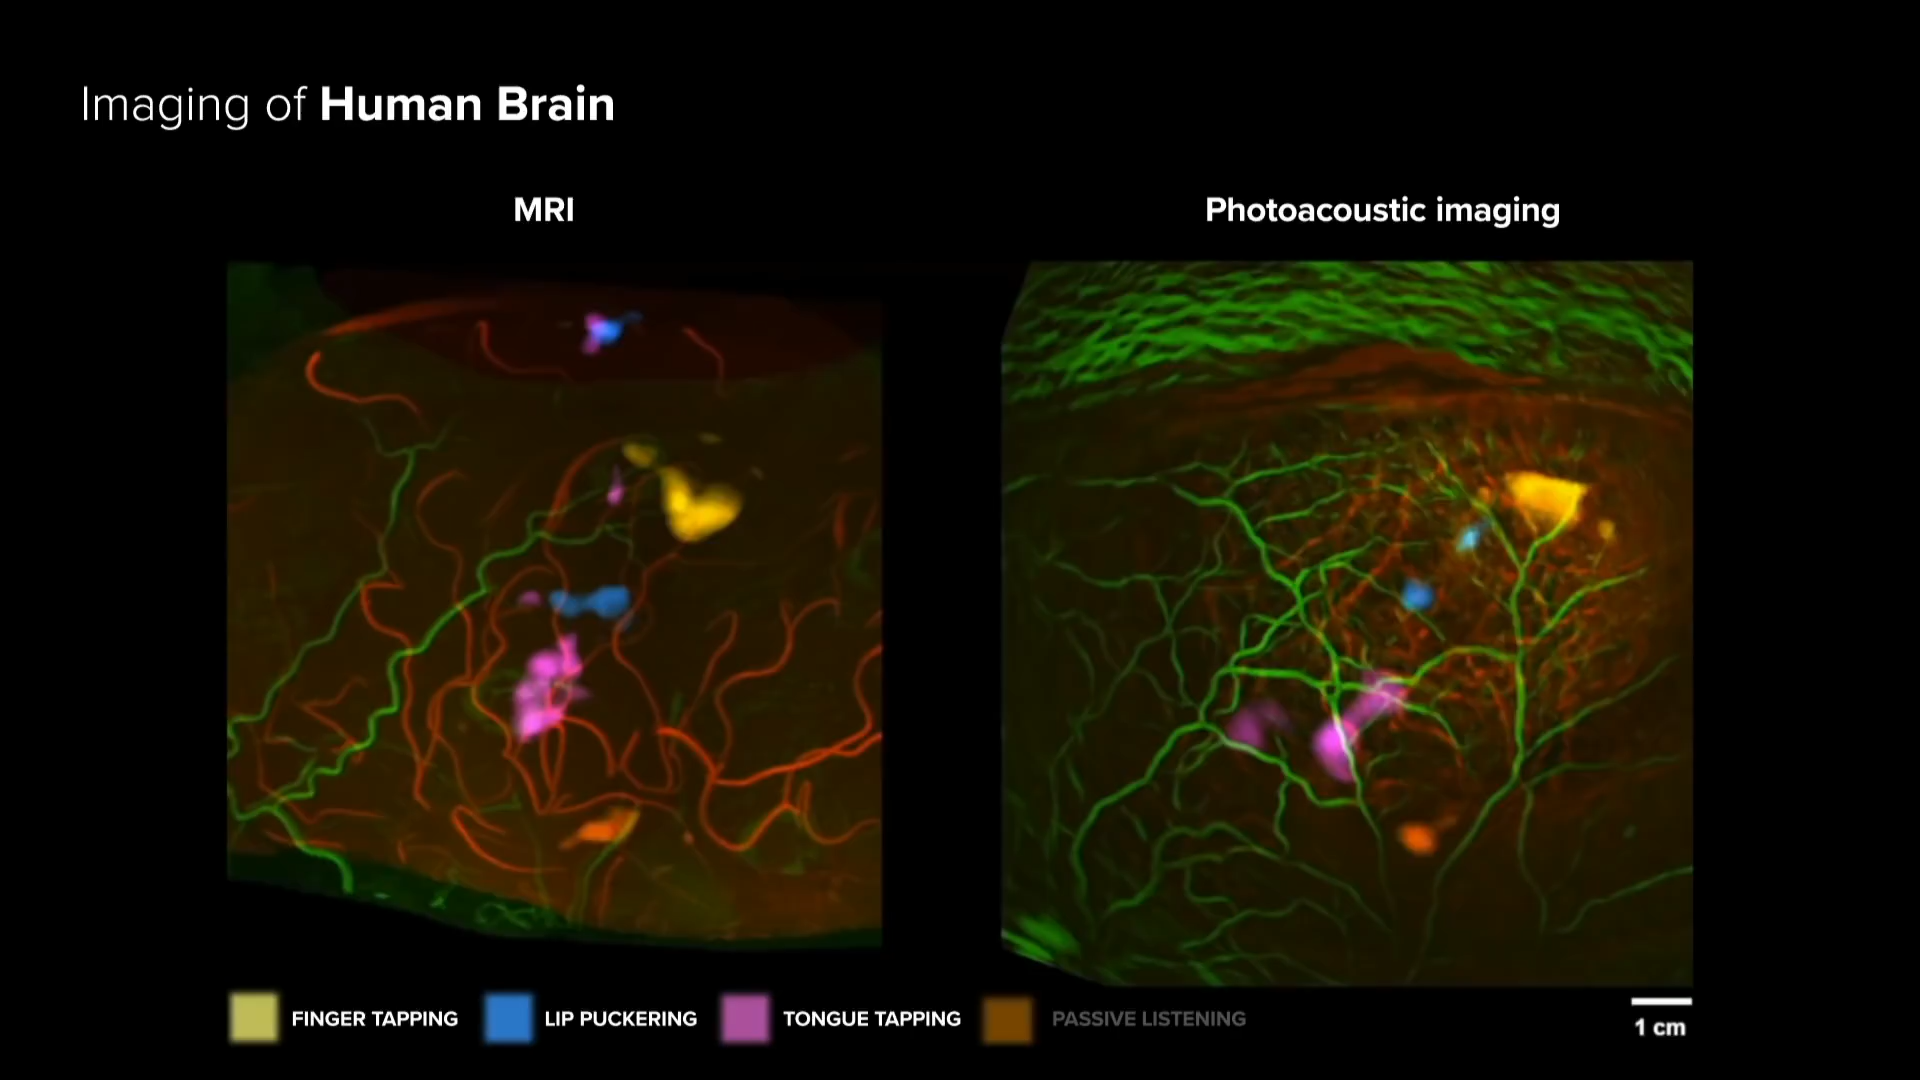 Imaging of Human Brain
MRI
Photoacoustic imaging
FINGER TAPPING
LIP PUCKERING
TONGUE TAPPING
PASSIVE LISTENING
1 cm